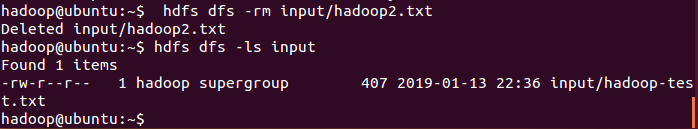 hadoop@ubuntu:~$  hdfs dfs -rm input/hadoop2.txt
Deleted input/hadoop2.txt
hadoop@ubuntu:~$ hdfs dfs -ls input
Found 1 items
-rw-r--r--   1 hadoop supergroup        407 2019-01-13 22:36 input/hadoop-tes
t.txt
hadoop@ubuntu:~$